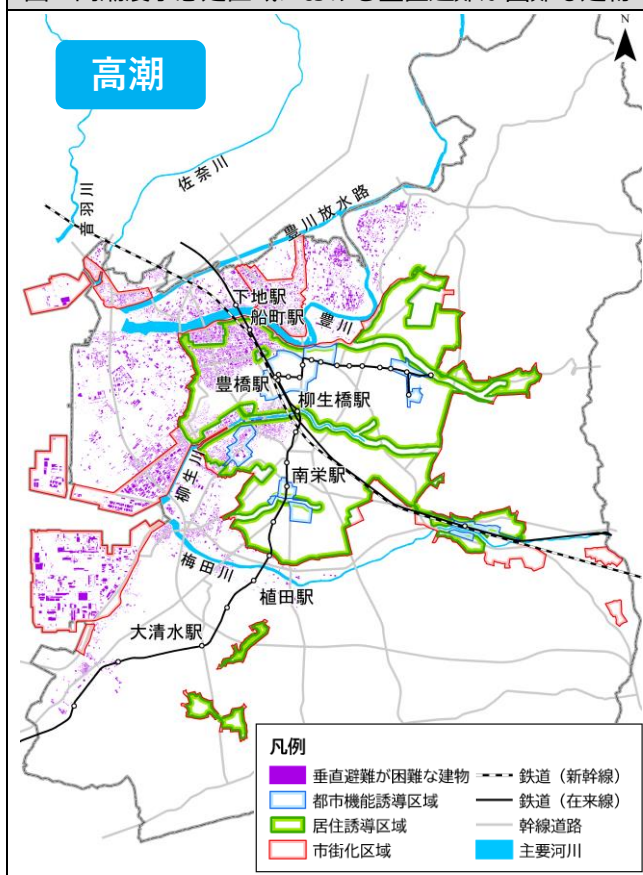 高潮
N
佐奈川
音羽川
豊川放水路
下地駅
船町駅
豊川
豊橋駅
柳生橋駅
柳生川
南栄駅
梅田川
植田駅
大清水駅
凡例
垂直避難が困難な建物
都市機能誘導区域
居住誘導区域
市街化区域
鉄道（新幹線）
鉄道（在来線）
幹線道路
主要河川